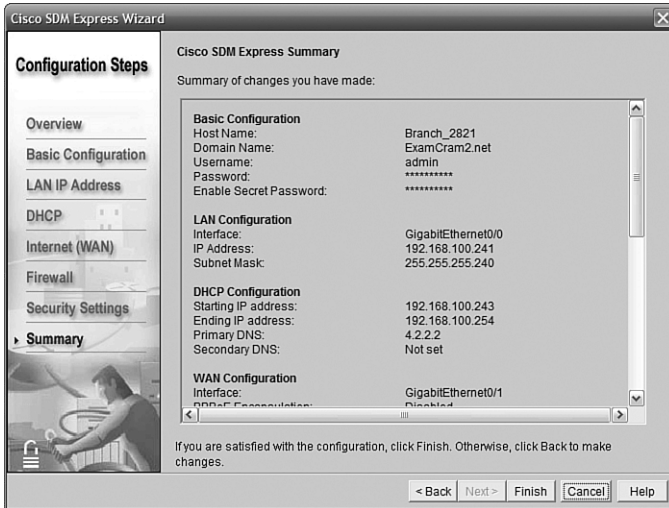 Cisco SDM Express Wizard
Configuration Steps
Overview
Basic Configuration
LAN IP Address
DHCP
Internet (WAN)
Firewall
Security Settings
Summary
Cisco SDM Express Summary
Summary of changes you have made:
Basic Configuration
Host Name: Branch_2821
Domain Name: ExamCram2.net
Username: admin
Password: **********
Enable Secret Password: **********
LAN Configuration
Interface: GigabitEthernet0/0
IP Address: 192.168.100.241
Subnet Mask: 255.255.255.240
DHCP Configuration
Starting IP address: 192.168.100.243
Ending IP address: 192.168.100.254
Primary DNS: 4.2.2.2
Secondary DNS: Not set
WAN Configuration
Interface: GigabitEthernet0/1
PPPoE Encapsulation: Disabled
If you are satisfied with the configuration, click Finish. Otherwise, click Back to make
changes.
< Back Next > Finish Cancel Help